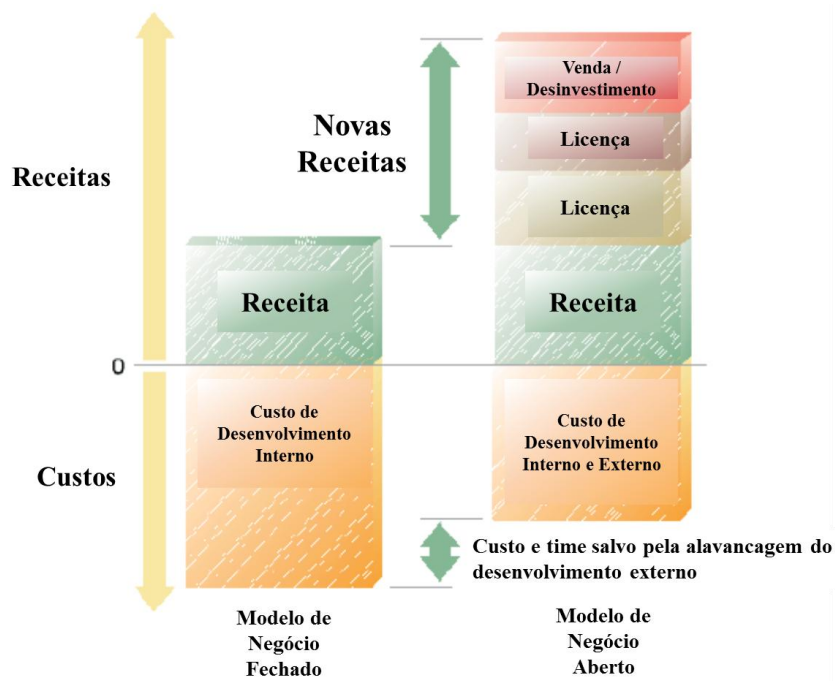 Receitas
Custos
0
Novas
Receitas
Venda /
Desinvestimento
Licença
Licença
Receita
Receita
Custo de
Desenvolvimento
Interno
Custo de
Desenvolvimento
Interno e Externo
Custo e time salvo pela alavancagem do
desenvolvimento externo
Modelo de
Negócio
Fechado
Modelo de
Negócio
Aberto